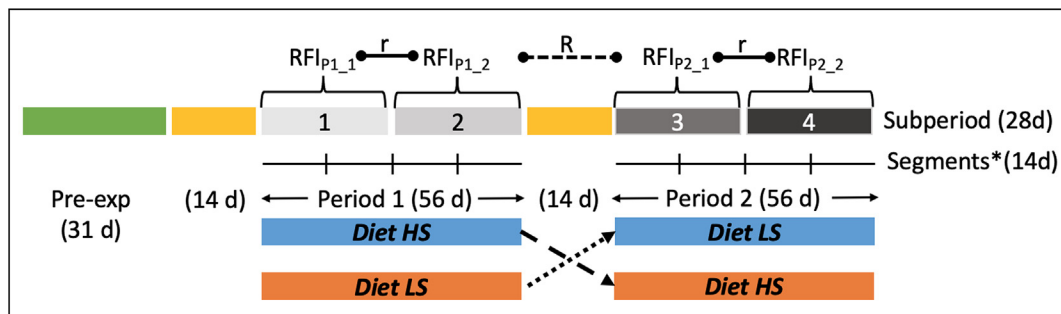 r R r
RFIP1_1 RFIP1_2 RFIP2_1 RFIP2_2
1 2 3 4 Subperiod (28d)
Segments*(14d)
Pre-exp (14 d) Period 1 (56 d) (14 d) Period 2 (56 d)
(31 d)
Diet HS Diet LS
Diet LS Diet HS